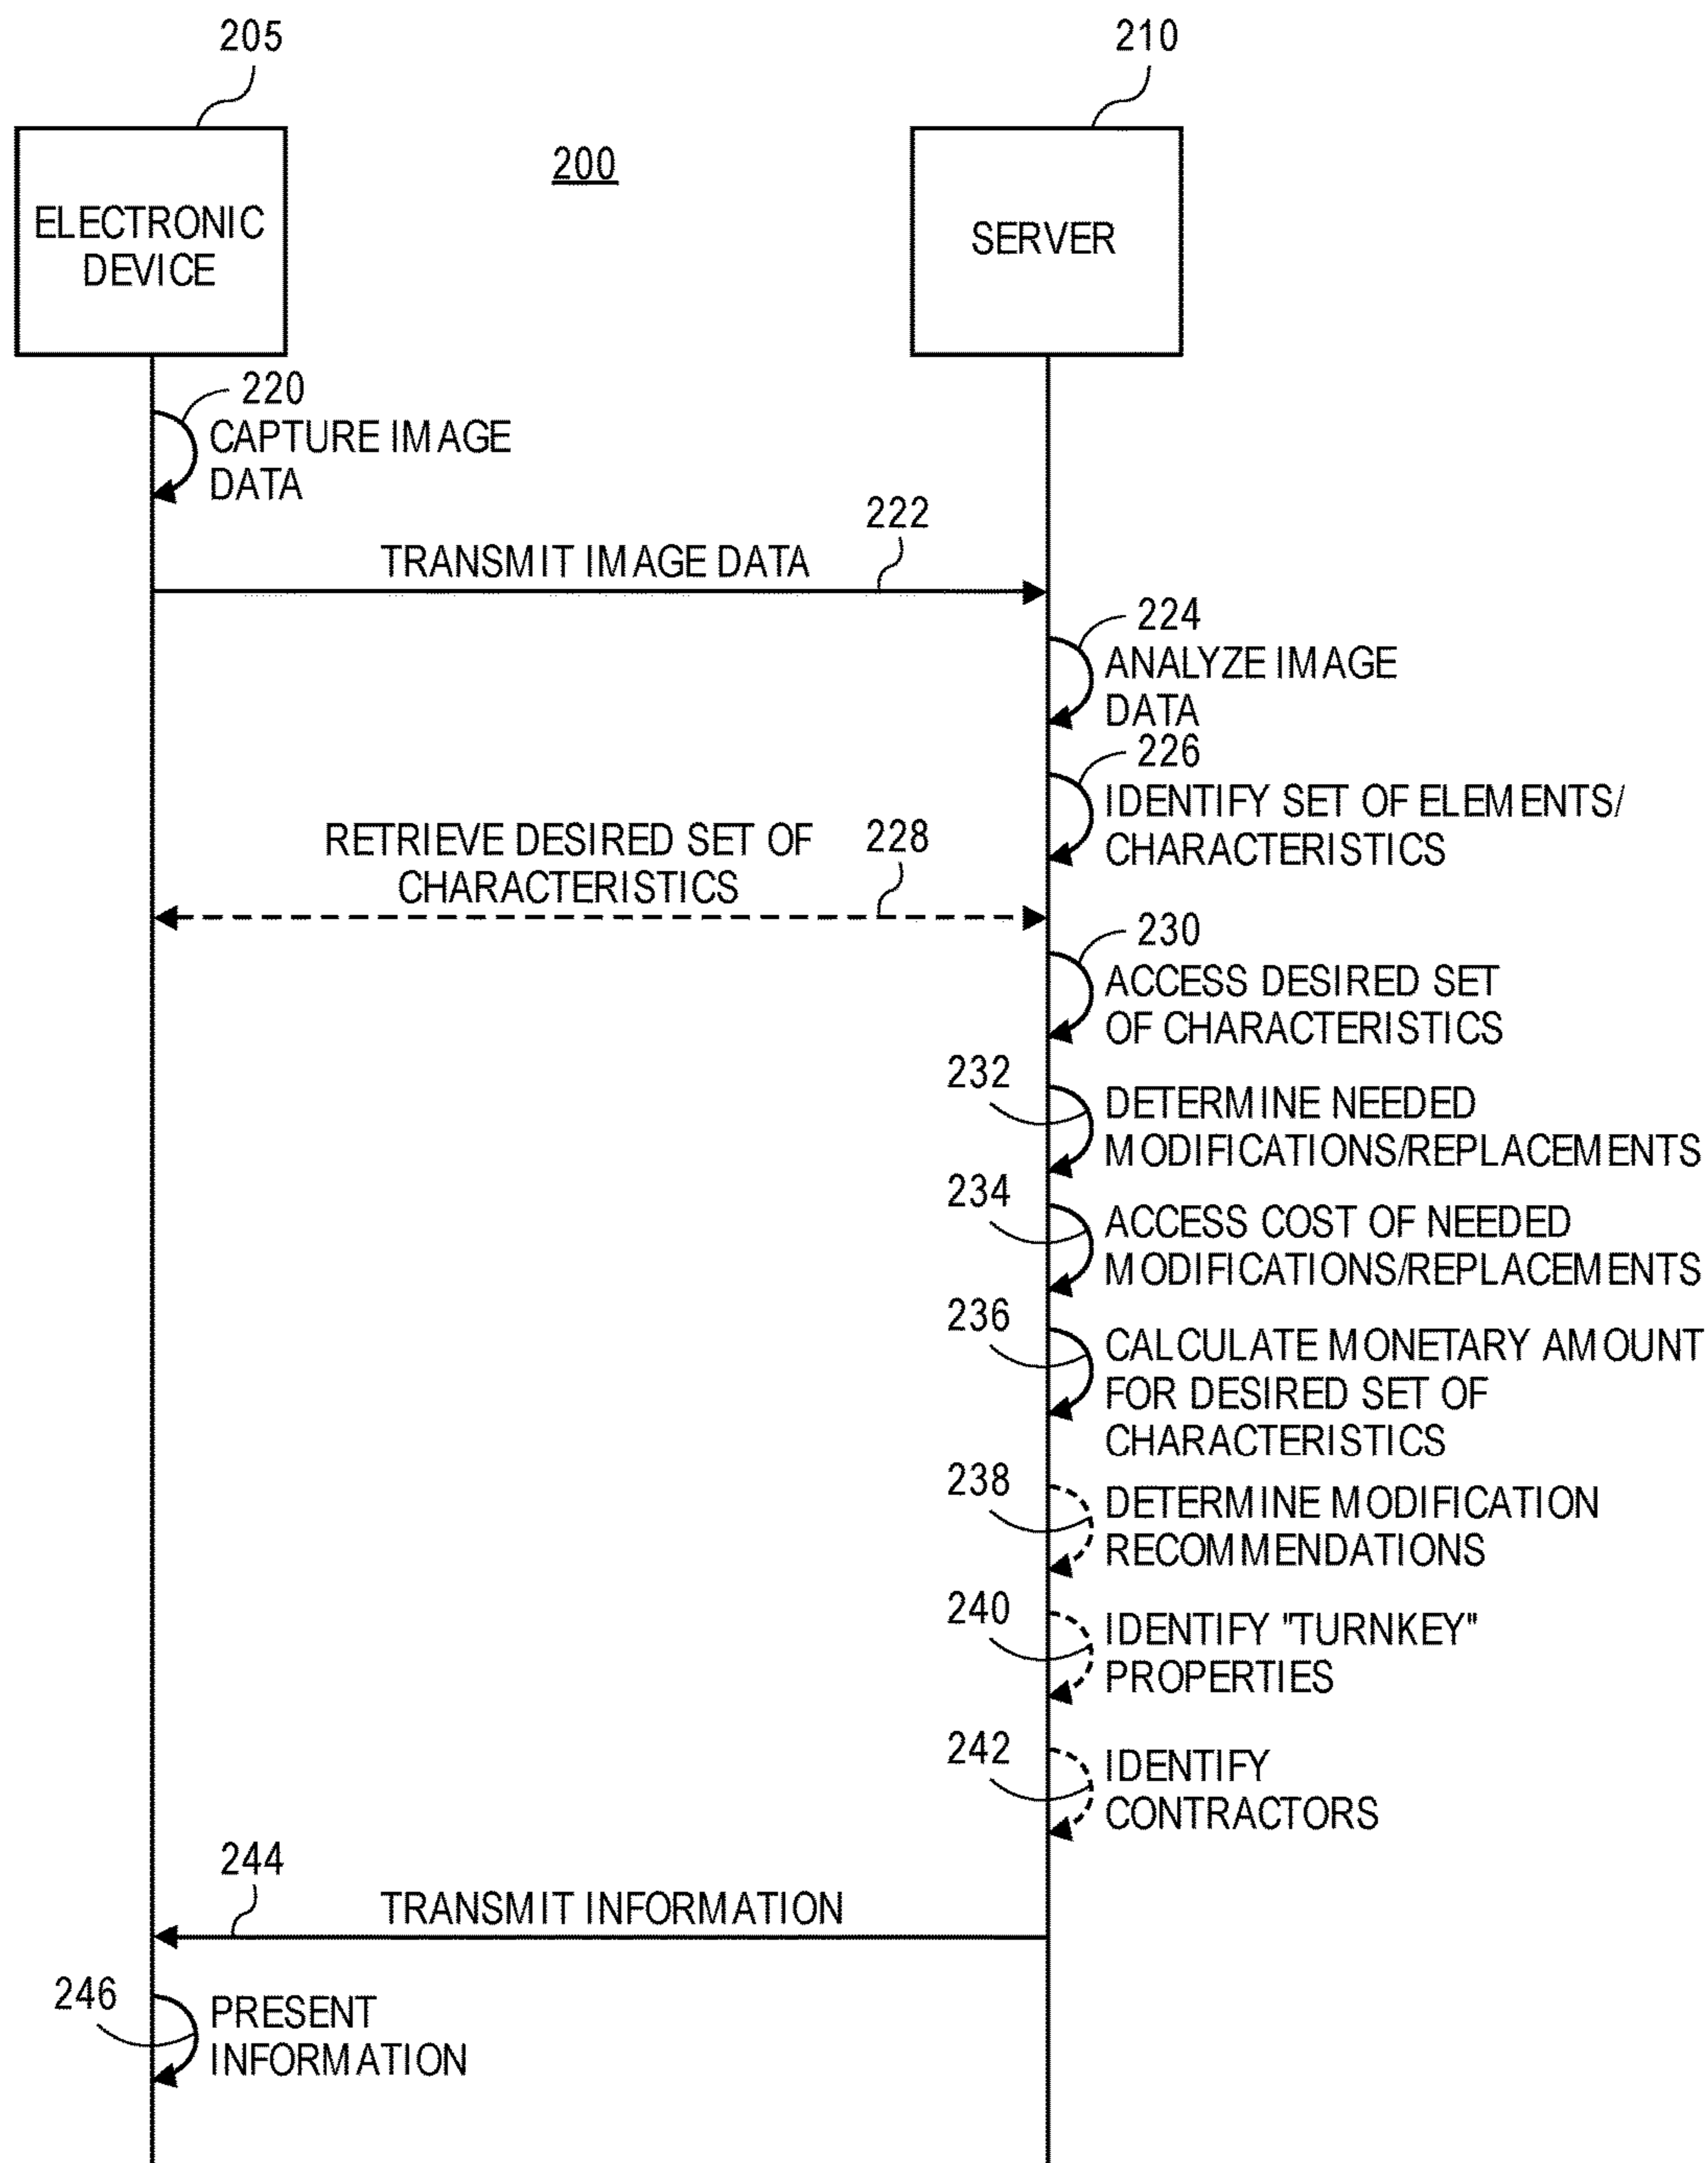 205
210
200
ELECTRONIC
DEVICE
SERVER
220
CAPTURE IMAGE
DATA
222
TRANSMIT IMAGE DATA
224
ANALYZE IMAGE
DATA
226
IDENTIFY SET OF ELEMENTS/
CHARACTERISTICS
RETRIEVE DESIRED SET OF
CHARACTERISTICS
228
230
ACCESS DESIRED SET
OF CHARACTERISTICS
232
DETERMINE NEEDED
MODIFICATIONS/REPLACEMENTS
234
ACCESS COST OF NEEDED
MODIFICATIONS/REPLACEMENTS
236
CALCULATE MONETARY AMOUNT
FOR DESIRED SET OF
CHARACTERISTICS
238
DETERMINE MODIFICATION
RECOMMENDATIONS
240
IDENTIFY "TURNKEY"
PROPERTIES
242
IDENTIFY
CONTRACTORS
244
TRANSMIT INFORMATION
246
PRESENT
INFORMATION